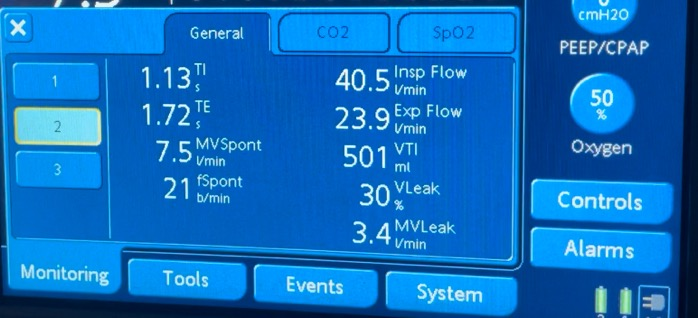 General
CO2
SpO2
1
2
3
1.13 TI s
1.72 TE s
7.5 MVSpont l/min
21 fSpont b/min
40.5 Insp Flow l/min
23.9 Exp Flow l/min
501 VTI ml
30 VLeak %
3.4 MVLeak l/min
cmH2O
PEEP/CPAP
50
%
Oxygen
Controls
Alarms
Monitoring
Tools
Events
System